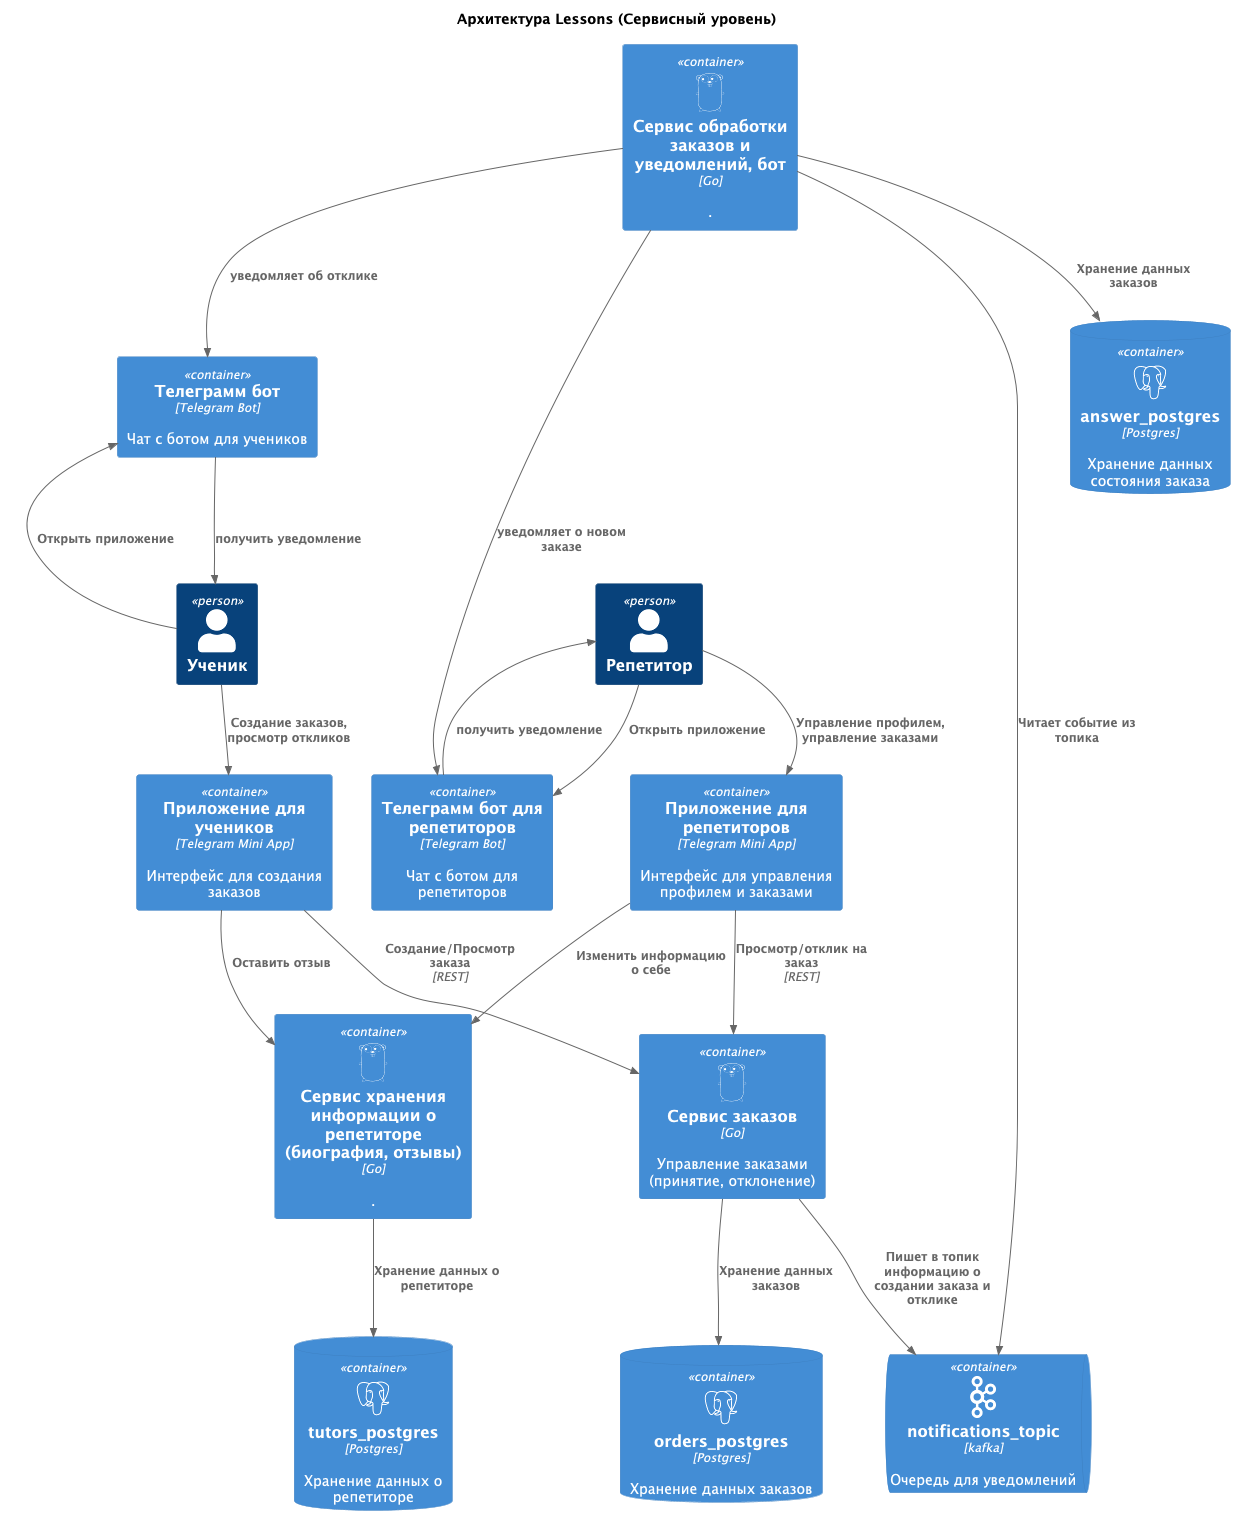 Архитектура Lessons (Сервисный уровень)
«container»
Сервис обработки
заказов и
уведомлений, бот
[Go]
.
уведомляет об отклике
Хранение данных
заказов
«container»
Телеграмм бот
[Telegram Bot]
Чат с ботом для учеников
«container»
answer_postgres
[Postgres]
Хранение данных
состояния заказа
Открыть приложение
получить уведомление
уведомляет о новом
заказе
«person»
Ученик
«person»
Репетитор
Создание заказов,
просмотр откликов
получить уведомление
Открыть приложение
Управление профилем,
управление заказами
Читает событие из
топика
«container»
Приложение для
учеников
[Telegram Mini App]
Интерфейс для создания
заказов
«container»
Телеграмм бот для
репетиторов
[Telegram Bot]
Чат с ботом для
репетиторов
«container»
Приложение для
репетиторов
[Telegram Mini App]
Интерфейс для управления
профилем и заказами
Оставить отзыв
Создание/Просмотр
заказа
[REST]
Изменить информацию
о себе
Просмотр/отклик на
заказ
[REST]
«container»
Сервис хранения
информации о
репетиторе
(биография, отзывы)
[Go]
.
«container»
Сервис заказов
[Go]
Управление заказами
(принятие, отклонение)
Хранение данных о
репетиторе
Хранение данных
заказов
Пишет в топик
информацию о
создании заказа и
отклике
«container»
tutors_postgres
[Postgres]
Хранение данных о
репетиторе
«container»
orders_postgres
[Postgres]
Хранение данных заказов
«container»
notifications_topic
[kafka]
Очередь для уведомлений